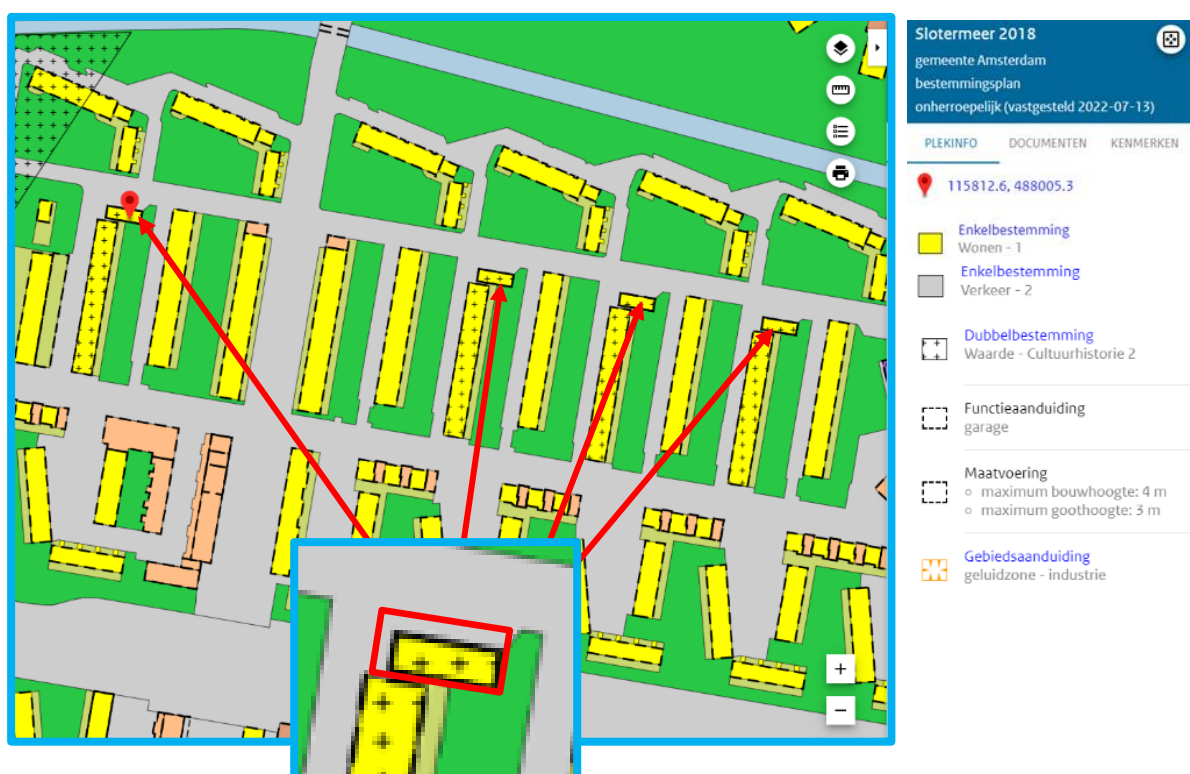 Slotermeer 2018
gemeente Amsterdam
bestemmingsplan
onherroepelijk (vastgesteld 2022-07-13)
PLEKINFO DOCUMENTEN KENMERKEN
115812.6, 488005.3
Enkelbestemming
Wonen - 1
Enkelbestemming
Verkeer - 2
Dubbelbestemming
Waarde - Cultuurhistorie 2
Functieaanduiding
garage
Maatvoering
maximum bouwhoogte: 4 m
maximum goothoogte: 3 m
Gebiedsaanduiding
geluidzone - industrie